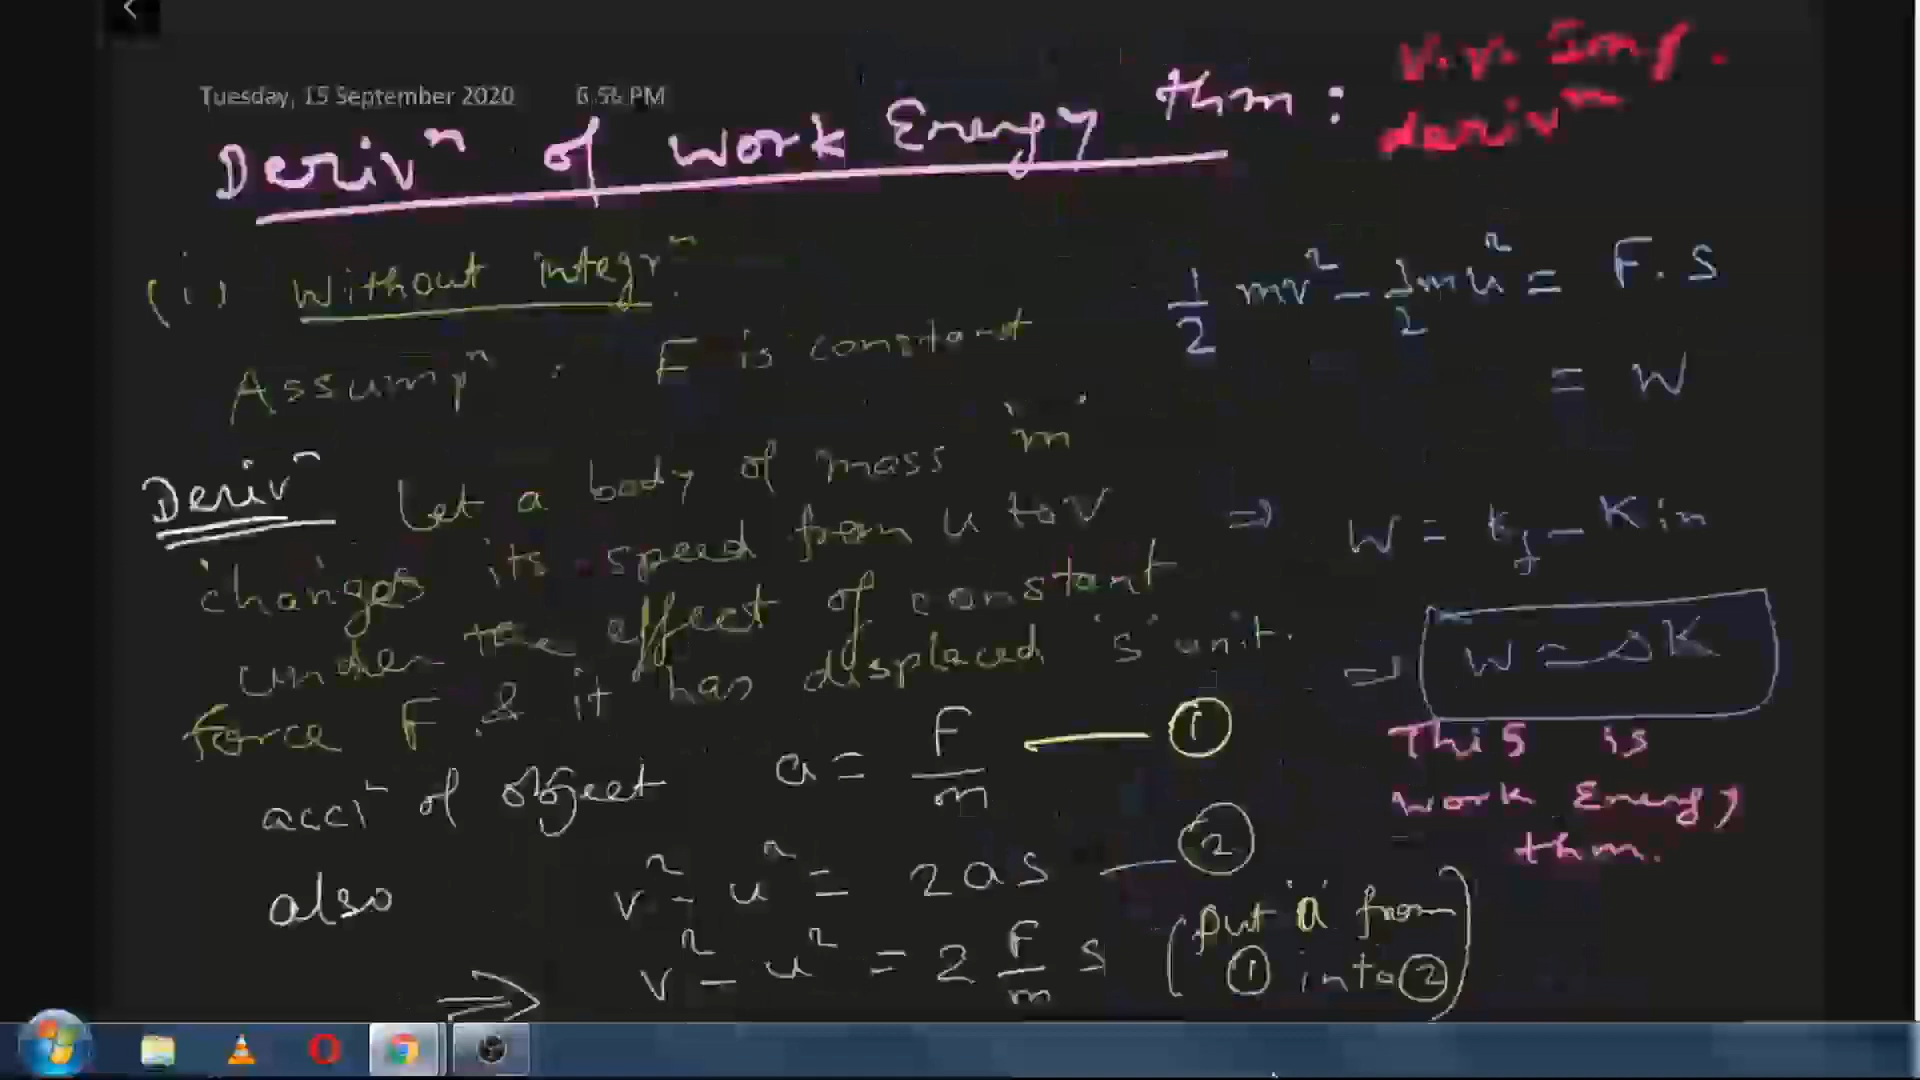 Tuesday, 15 September 2020 6:56 PM
Derivⁿ of Work Energy thm :
V.V. Imp.
derivⁿ
(i) Without integrⁿ.
Assumpⁿ. F is constant
Derivⁿ Let a body of mass 'm'
changes its speed from u to v
under the effect of constant
force F & it has displaced 's' unit.
accⁿ of object a = F/m — ①
also v² - u² = 2as — ②
⇒ v² - u² = 2 F/m s (Put 'a' from ① into ②)
1/2 mv² - 1/2 mu² = F.s
= W
⇒ W = Kf - Kin
⇒ W = ΔK
This is
Work Energy
thm.